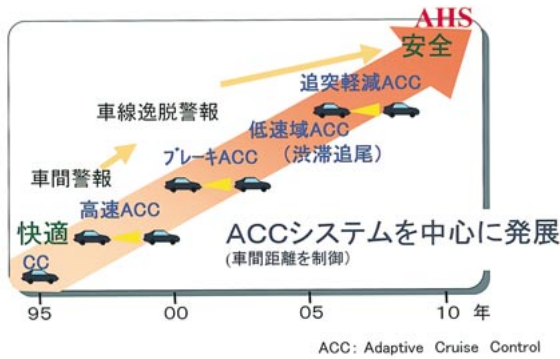 AHS
安全
追突軽減ACC
車線逸脱警報
低速域ACC
(渋滞追尾)
ブレーキACC
車間警報
高速ACC
快適
ACCシステムを中心に発展
(車間距離を制御)
CC
95 00 05 10 年
ACC: Adaptive Cruise Control